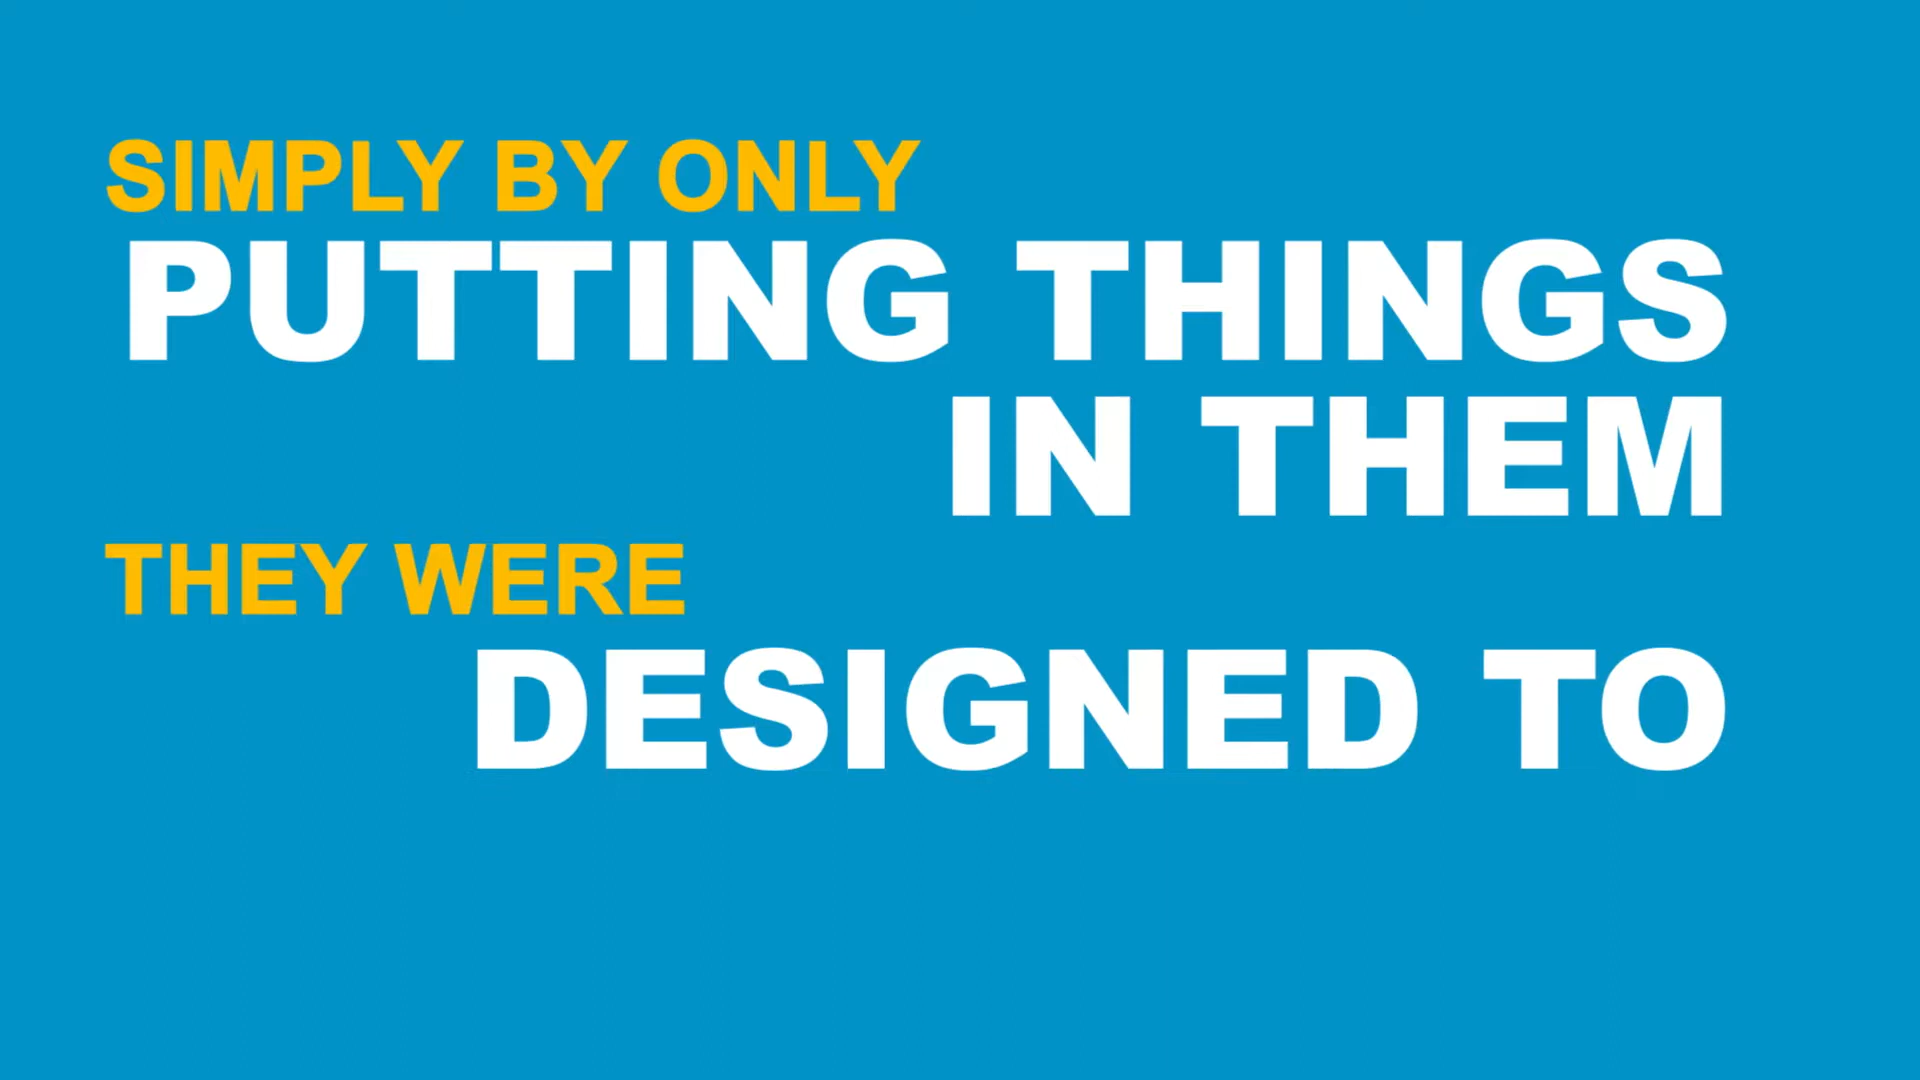 SIMPLY BY ONLY
PUTTING THINGS
IN THEM
THEY WERE
DESIGNED TO